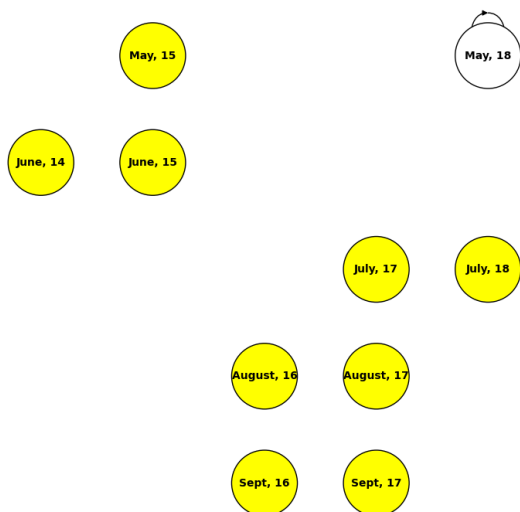 May, 15
May, 18
June, 14
June, 15
July, 17
July, 18
August, 16
August, 17
Sept, 16
Sept, 17